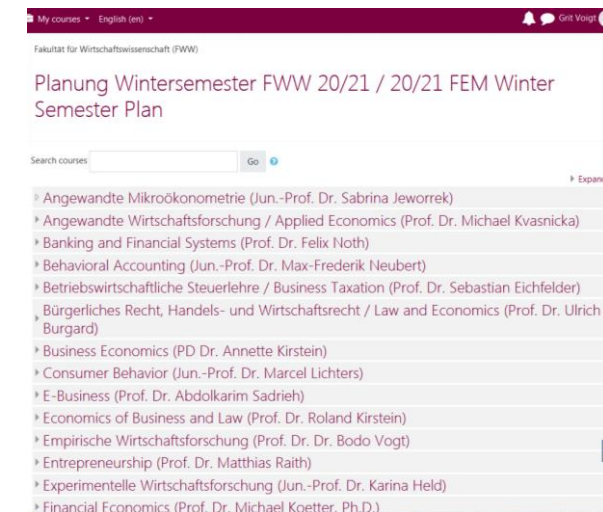 My courses English (en) Grit Voigt
Fakultät für Wirtschaftswissenschaft (FWW)
Planung Wintersemester FWW 20/21 / 20/21 FEM Winter
Semester Plan
Search courses Go
Expand
Angewandte Mikroökonometrie (Jun.-Prof. Dr. Sabrina Jeworrek)
Angewandte Wirtschaftsforschung / Applied Economics (Prof. Dr. Michael Kvasnicka)
Banking and Financial Systems (Prof. Dr. Felix Noth)
Behavioral Accounting (Jun.-Prof. Dr. Max-Frederik Neubert)
Betriebswirtschaftliche Steuerlehre / Business Taxation (Prof. Dr. Sebastian Eichfelder)
Bürgerliches Recht, Handels- und Wirtschaftsrecht / Law and Economics (Prof. Dr. Ulrich
Burgard)
Business Economics (PD Dr. Annette Kirstein)
Consumer Behavior (Jun.-Prof. Dr. Marcel Lichters)
E-Business (Prof. Dr. Abdolkarim Sadrieh)
Economics of Business and Law (Prof. Dr. Roland Kirstein)
Empirische Wirtschaftsforschung (Prof. Dr. Dr. Bodo Vogt)
Entrepreneurship (Prof. Dr. Matthias Raith)
Experimentelle Wirtschaftsforschung (Jun.-Prof. Dr. Karina Held)
Financial Economics (Prof. Dr. Michael Koetter, Ph.D.)